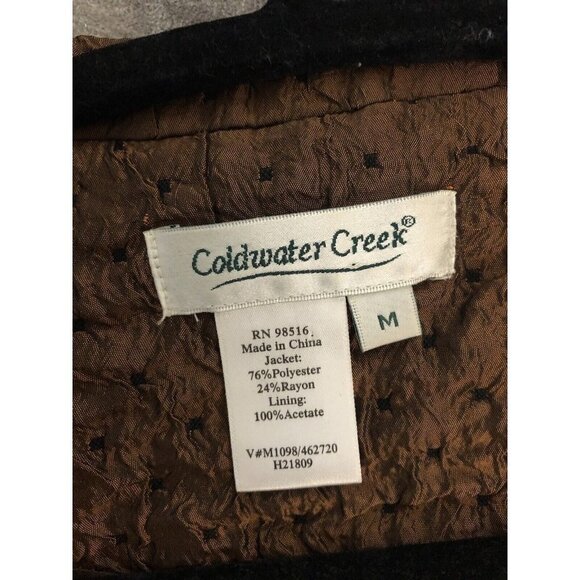 Coldwater Creek®
M
RN 98516
Made in China
Jacket:
76%Polyester
24%Rayon
Lining:
100%Acetate
V#M1098/462720
H21809